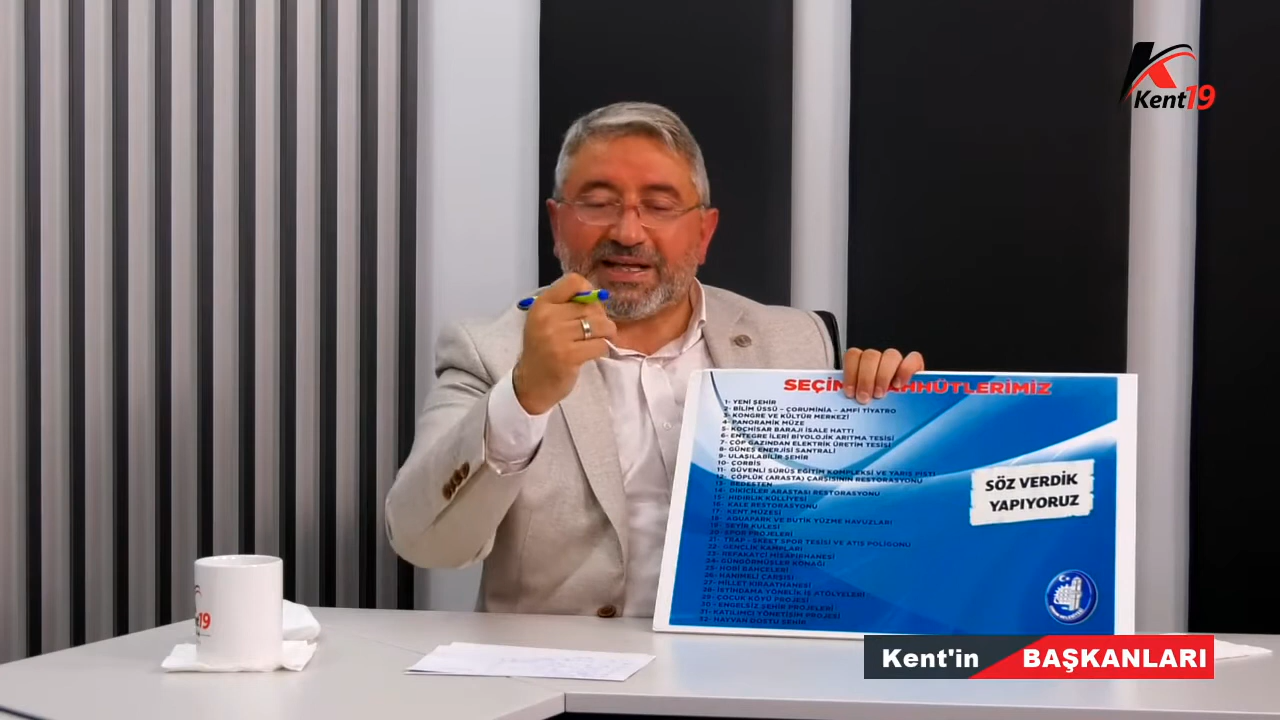 Kent19
SEÇİM TAAHHÜTLERİMİZ
1- YENİ ŞEHİR
2- BİLİM ÜSSÜ – ÇORUMİNİA – AMFİ TİYATRO
3- KONGRE VE KÜLTÜR MERKEZİ
4- PANORAMİK MÜZE
5- KOÇHİSAR BARAJI İSALE HATTI
6- ENTEGRE İLERİ BİYOLOJİK ARITMA TESİSİ
7- ÇÖP GAZINDAN ELEKTRİK ÜRETİM TESİSİ
8- GÜNEŞ ENERJİSİ SANTRALİ
9- ULAŞILABİLİR ŞEHİR
10- ÇORBİS
11- GÜVENLİ SÜRÜŞ EĞİTİM KOMPLEKSİ VE YARIŞ PİSTİ
12- ÇÖPLÜK (ARASTA) ÇARŞISININ RESTORASYONU
13- BEDESTEN
14- DİKİCİLER ARASTASI RESTORASYONU
15- HIDIRLIK KÜLLİYESİ
16- KALE RESTORASYONU
17- KENT MÜZESİ
18- AQUAPARK VE BUTİK YÜZME HAVUZLARI
19- SEYİR KULESİ
20- SPOR PROJELERİ
21- TRAP - SKEET SPOR TESİSİ VE ATIŞ POLİGONU
22- GENÇLİK KAMPLARI
23- REFAKATÇİ MİSAFİRHANESİ
24- GÜNGÖRMÜŞLER KONAĞI
25- HOBİ BAHÇELERİ
26- HANIMELİ ÇARŞISI
27- MİLLET KIRAATHANESİ
28- İSTİHDAMA YÖNELİK İŞ ATÖLYELERİ
29- ÇOCUK KÖYÜ PROJESİ
30- ENGELSİZ ŞEHİR PROJELERİ
31- KATILIMCI YÖNETİŞİM PROJESİ
32- HAYVAN DOSTU ŞEHİR
SÖZ VERDİK
YAPIYORUZ
Kent'in BAŞKANLARI